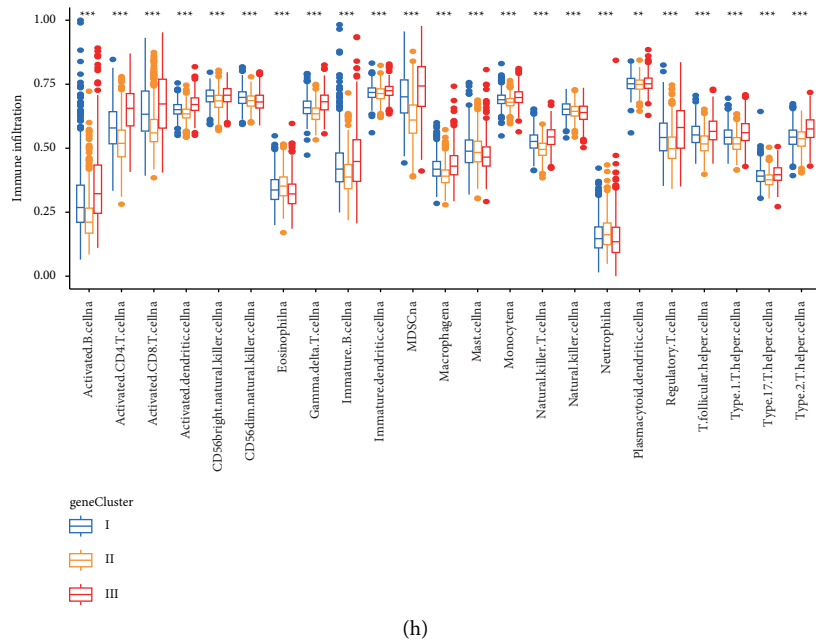 *** *** *** *** *** *** *** *** *** *** *** *** *** *** *** *** *** ** *** *** *** *** ***
1.00
0.75
0.50
0.25
0.00
Immune infiltration
Activated.B.cellna
Activated.CD4.T.cellna
Activated.CD8.T.cellna
Activated.dendritic.cellna
CD56bright.natural.killer.cellna
CD56dim.natural.killer.cellna
Eosinophilna
Gamma.delta.T.cellna
Immature..B.cellna
Immature.dendritic.cellna
MDSCna
Macrophagena
Mast.cellna
Monocytena
Natural.killer.T.cellna
Natural.killer.cellna
Neutrophilna
Plasmacytoid.dendritic.cellna
Regulatory.T.cellna
T.follicular.helper.cellna
Type.1.T.helper.cellna
Type.17.T.helper.cellna
Type.2.T.helper.cellna
geneCluster
I
II
III
(h)